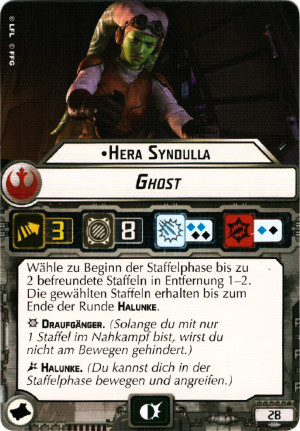 © LFL © FFG
•HERA SYNDULLA
GHOST
3 8
Wähle zu Beginn der Staffelphase bis zu
2 befreundete Staffeln in Entfernung 1–2.
Die gewählten Staffeln erhalten bis zum
Ende der Runde HALUNKE.
DRAUFGÄNGER. (Solange du mit nur
1 Staffel im Nahkampf bist, wirst du
nicht am Bewegen gehindert.)
HALUNKE. (Du kannst dich in der
Staffelphase bewegen und angreifen.)
28